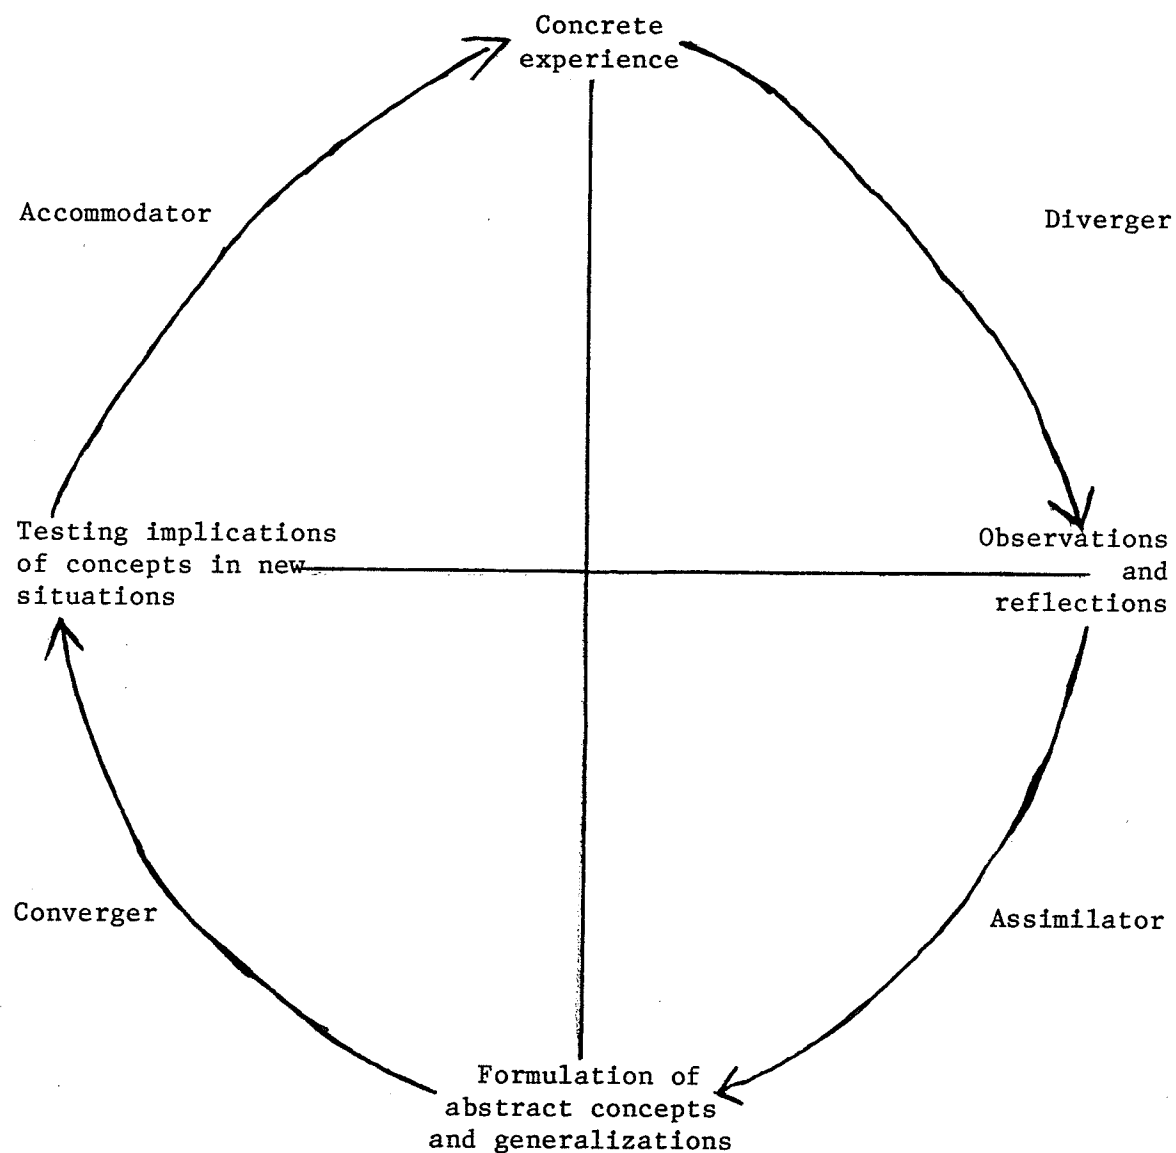 Concrete
experience
Accommodator
Diverger
Testing implications
of concepts in new
situations
Observations
and
reflections
Converger
Assimilator
Formulation of
abstract concepts
and generalizations